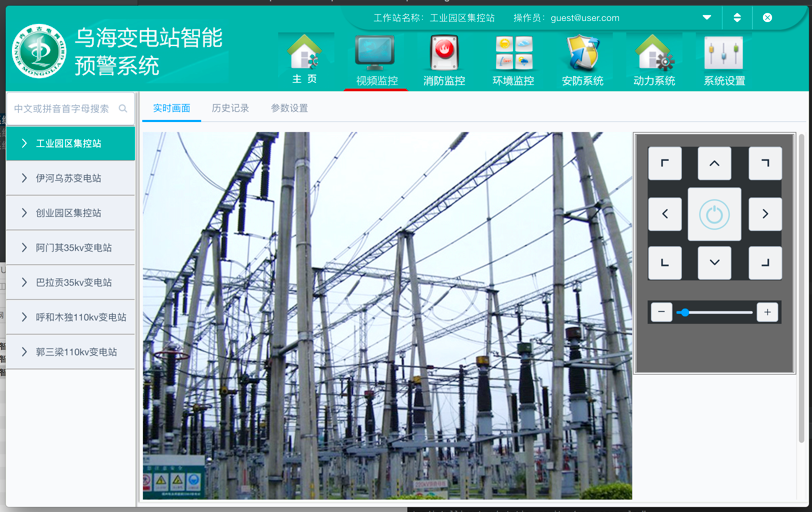 工作站名称： 工业园区集控站 操作员： guest@user.com
乌海变电站智能
预警系统
主 页 视频监控 消防监控 环境监控 安防系统 动力系统 系统设置
中文或拼音首字母搜索
实时画面 历史记录 参数设置
工业园区集控站
伊河乌苏变电站
创业园区集控站
阿门其35kv变电站
巴拉贡35kv变电站
呼和木独110kv变电站
郭三梁110kv变电站